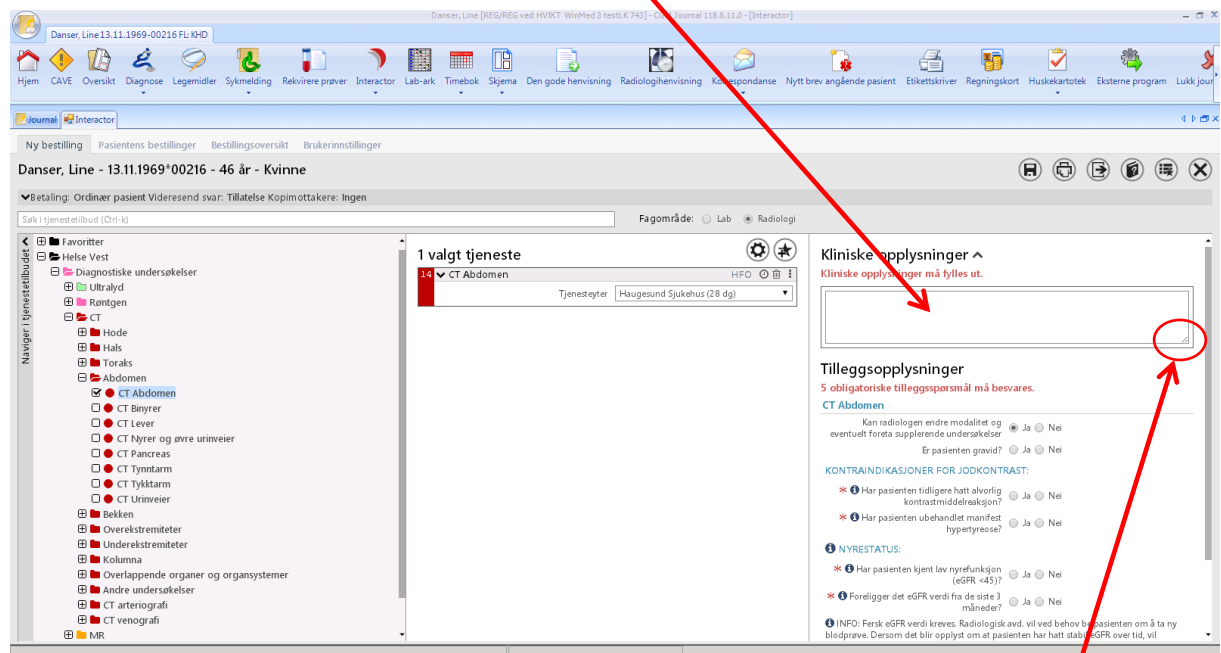 Danser, Line [REG/REG ved HVIKT WinMed 3 testLK 743] - CGM Journal 118.0.11.0 - [Interactor]
Danser, Line 13.11.1969-00216 FL: KHD
Hjem CAVE Oversikt Diagnose Legemidler Sykmelding Rekvirere prøver Interactor Lab-ark Timebok Skjema Den gode henvisning Radiologihenvisning Korrespondanse Nytt brev angående pasient Etikettskriver Regningskort Huskekartotek Eksterne program Lukk jour
Journal Interactor
Ny bestilling Pasientens bestillinger Bestillingsoversikt Brukerinnstillinger
Danser, Line - 13.11.1969*00216 - 46 år - Kvinne
Betaling: Ordinær pasient Videresend svar: Tillatelse Kopimottakere: Ingen
Søk i tjenestetilbud (Ctrl-k)
Fagområde: Lab Radiologi
Naviger i tjenestetilbudet
Favoritter
Helse Vest
Diagnostiske undersøkelser
Ultralyd
Røntgen
CT
Hode
Hals
Toraks
Abdomen
CT Abdomen
CT Binyrer
CT Lever
CT Nyrer og øvre urinveier
CT Pancreas
CT Tynntarm
CT Tykktarm
CT Urinveier
Bekken
Overekstremiteter
Underekstremiteter
Kolumna
Overlappende organer og organsystemer
Andre undersøkelser
CT arteriografi
CT venografi
MR
1 valgt tjeneste
14 CT Abdomen HFO
Tjenesteyter Haugesund Sjukehus (28 dg)
Kliniske opplysninger
Kliniske opplysninger må fylles ut.
Tilleggsopplysninger
5 obligatoriske tilleggsspørsmål må besvares.
CT Abdomen
Kan radiologen endre modalitet og
eventuelt foreta supplerende undersøkelser Ja Nei
Er pasienten gravid? Ja Nei
KONTRAINDIKASJONER FOR JODKONTRAST:
* Har pasienten tidligere hatt alvorlig
kontrastmiddelreaksjon? Ja Nei
* Har pasienten ubehandlet manifest
hypertyreose? Ja Nei
NYRESTATUS:
* Har pasienten kjent lav nyrefunksjon
(eGFR <45)? Ja Nei
* Foreligger det eGFR verdi fra de siste 3
måneder? Ja Nei
INFO: Fersk eGFR verdi kreves. Radiologisk avd. vil ved behov be pasienten om å ta ny
blodprøve. Dersom det blir opplyst om at pasienten har hatt stabil eGFR over tid, vil